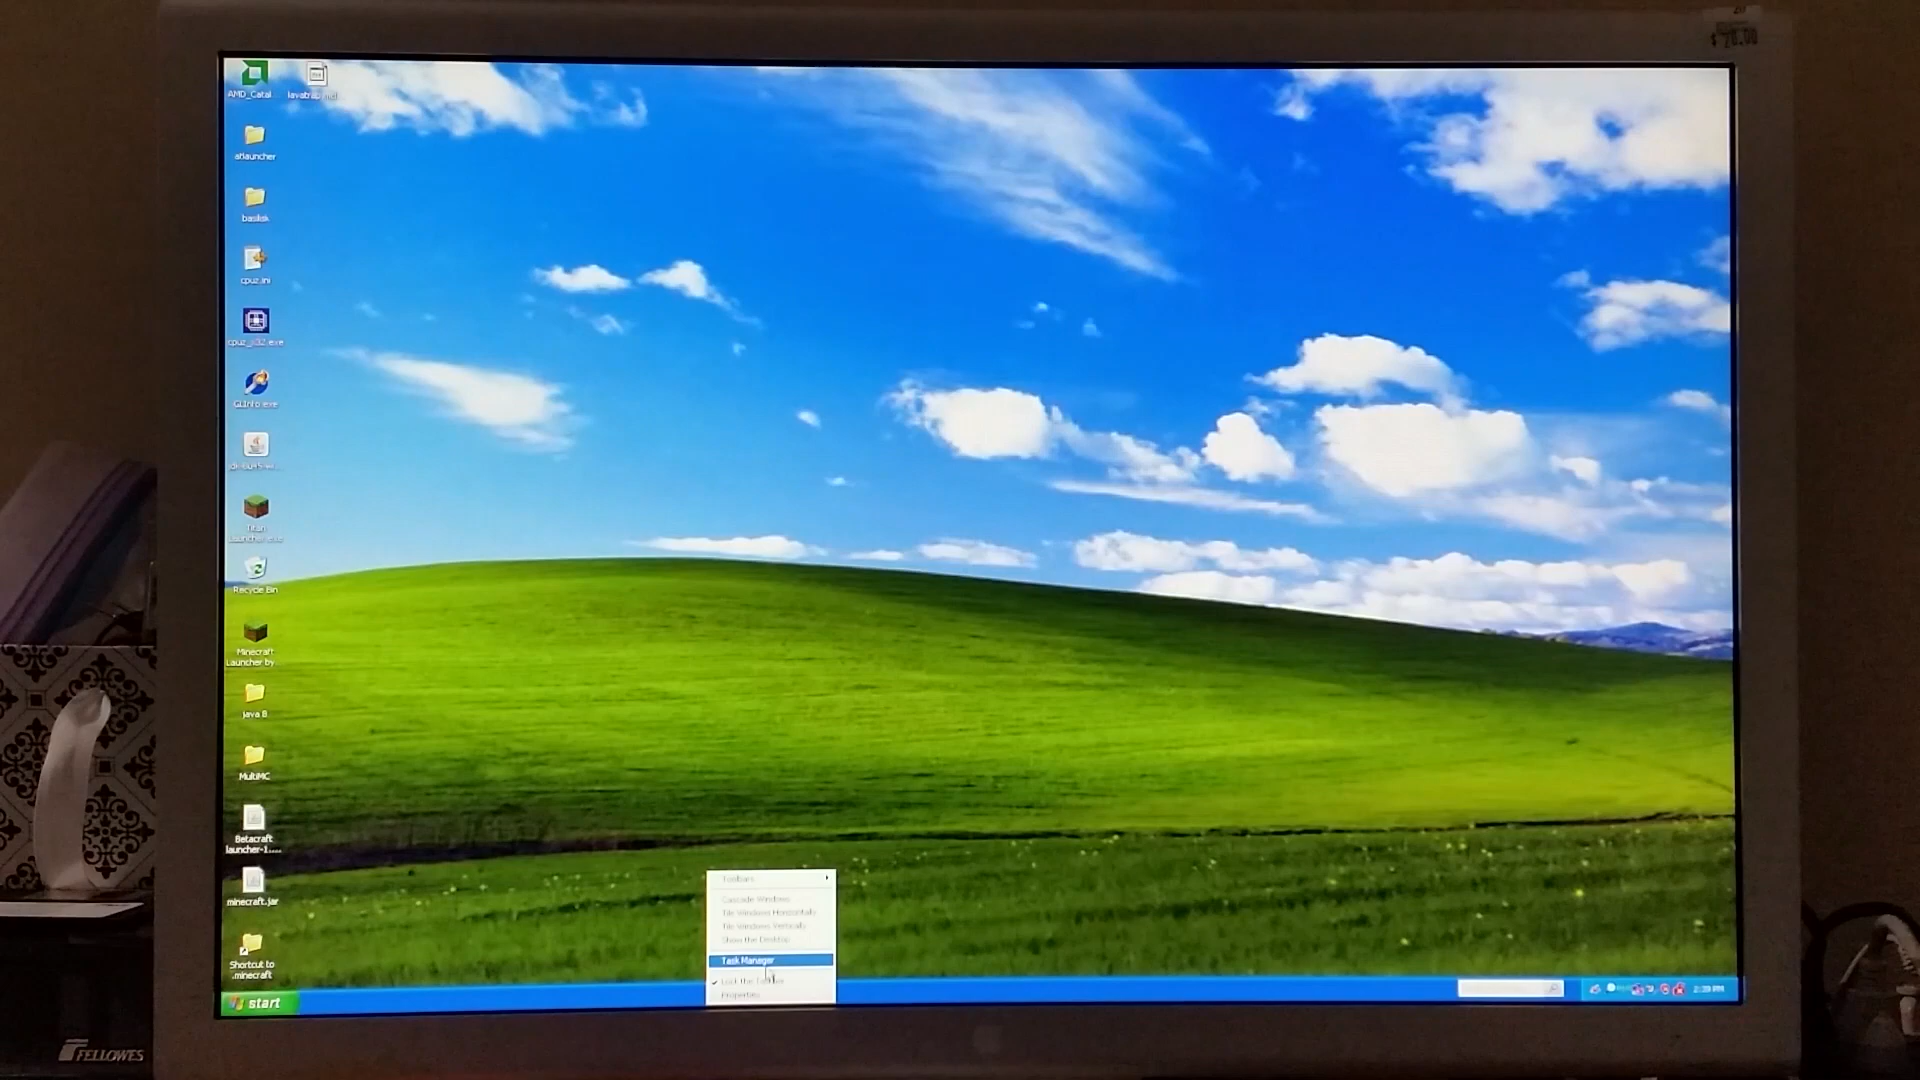 AMD_Catal
atlauncher
basilisk
cpuz.ini
cpuz_x32.exe
GLInfo.exe
Titan
Launcher.exe
Recycle Bin
Minecraft
Launcher by...
java 8
MultiMC
Betacraft
launcher-1....
minecraft.jar
Shortcut to
.minecraft
Toolbars
Cascade Windows
Tile Windows Horizontally
Tile Windows Vertically
Show the Desktop
Task Manager
Lock the Taskbar
Properties
start
2:39 PM
FELLOWES